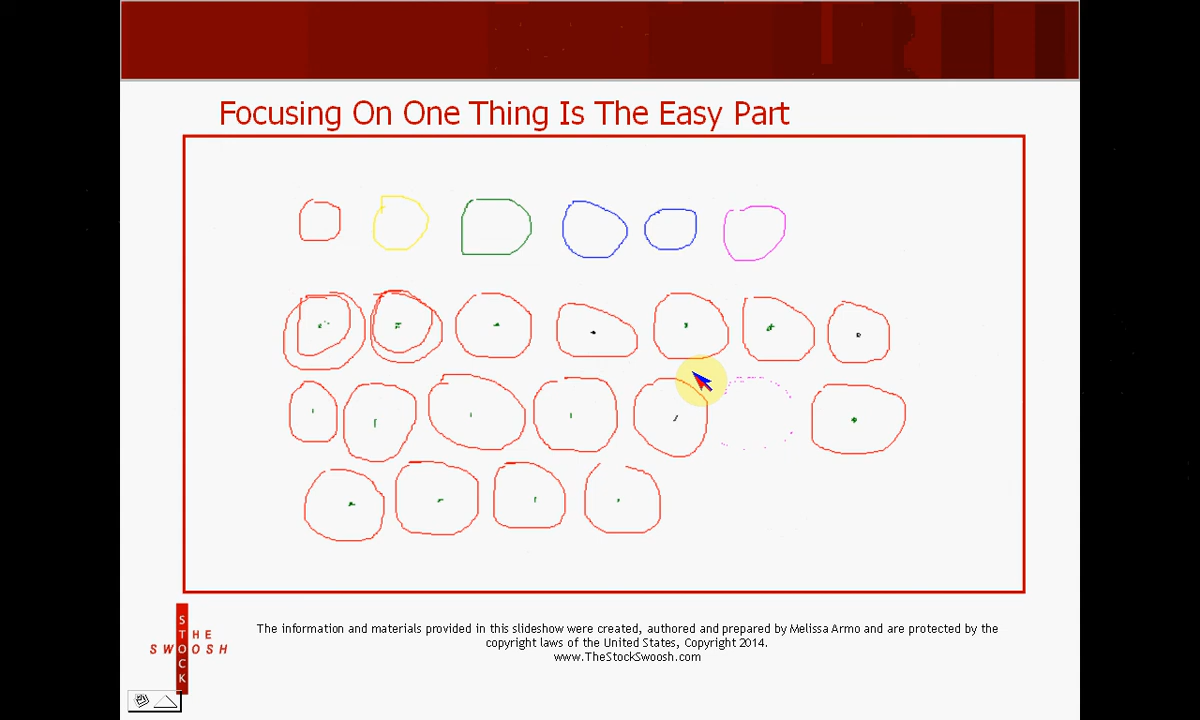 Focusing On One Thing Is The Easy Part
THE
STOCK
SWOOSH
The information and materials provided in this slideshow were created, authored and prepared by Melissa Armo and are protected by the
copyright laws of the United States, Copyright 2014.
www.TheStockSwoosh.com